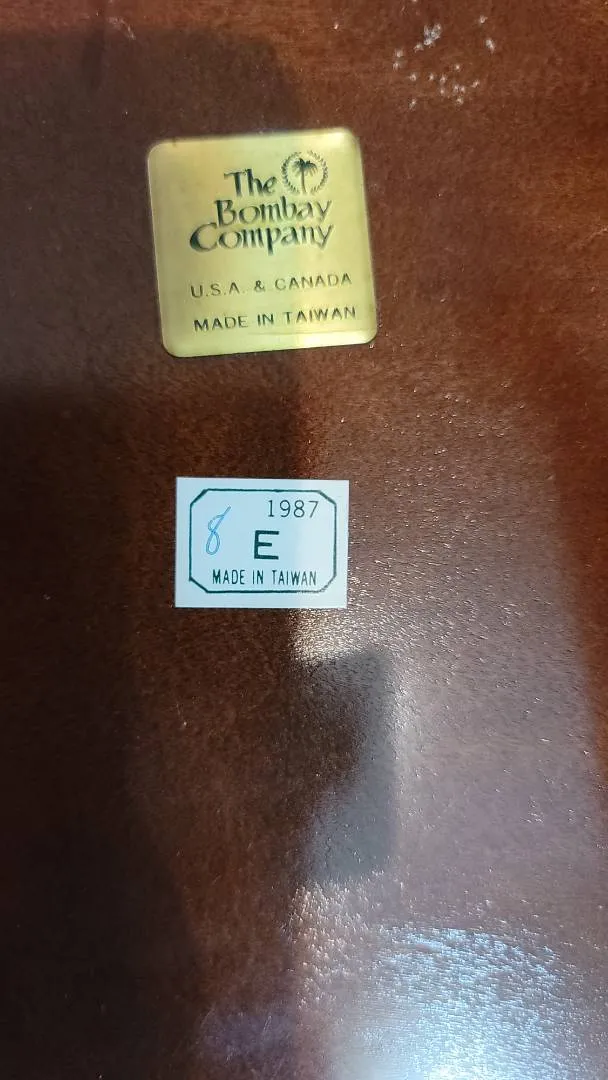 The
Bombay
Company
U.S.A. & CANADA
MADE IN TAIWAN
1987
8 E
MADE IN TAIWAN